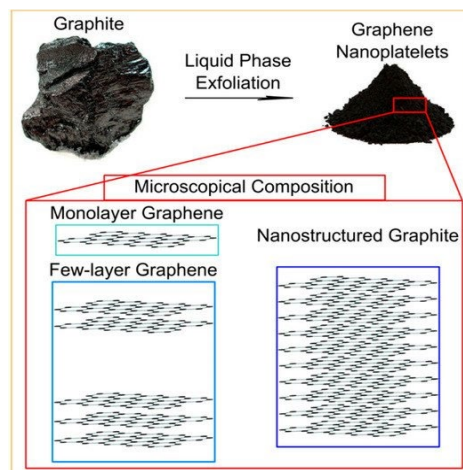 Graphite
Liquid Phase
Exfoliation
Graphene
Nanoplatelets
Microscopical Composition
Monolayer Graphene
Few-layer Graphene
Nanostructured Graphite